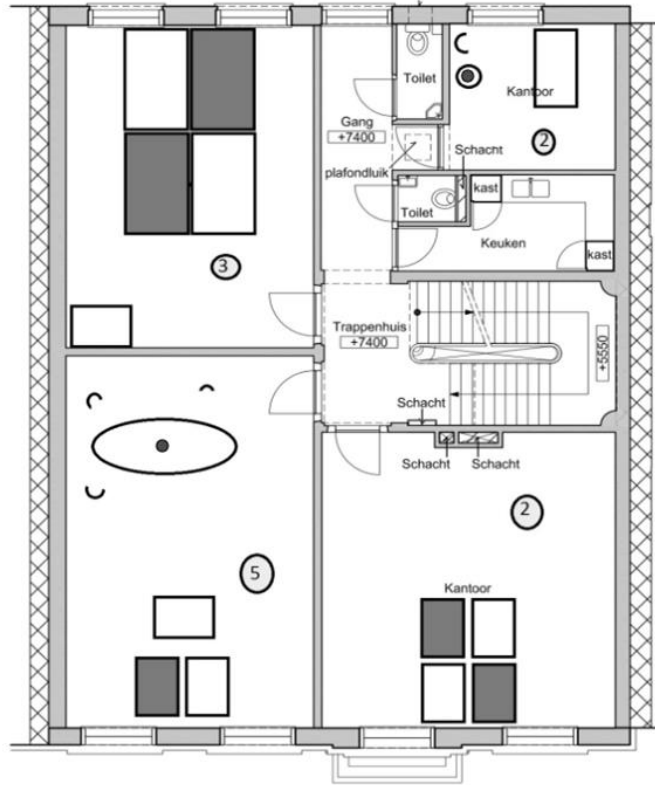 Toilet
Kantoor
Gang
+7400
2
Schacht
plafondluik
kast
Toilet
Keuken
kast
3
Trappenhuis
+7400
+5550
Schacht
Schacht
Schacht
2
5
Kantoor